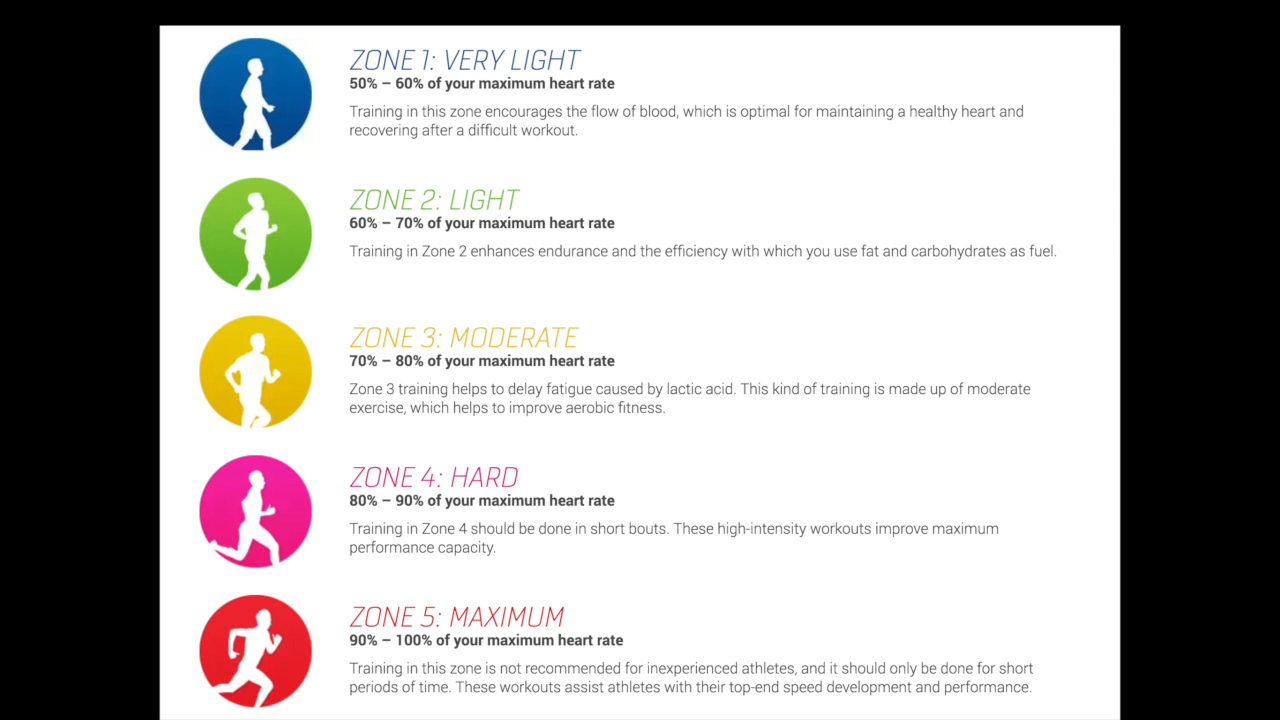 ZONE 1: VERY LIGHT
50% – 60% of your maximum heart rate
Training in this zone encourages the flow of blood, which is optimal for maintaining a healthy heart and
recovering after a difficult workout.
ZONE 2: LIGHT
60% – 70% of your maximum heart rate
Training in Zone 2 enhances endurance and the efficiency with which you use fat and carbohydrates as fuel.
ZONE 3: MODERATE
70% – 80% of your maximum heart rate
Zone 3 training helps to delay fatigue caused by lactic acid. This kind of training is made up of moderate
exercise, which helps to improve aerobic fitness.
ZONE 4: HARD
80% – 90% of your maximum heart rate
Training in Zone 4 should be done in short bouts. These high-intensity workouts improve maximum
performance capacity.
ZONE 5: MAXIMUM
90% – 100% of your maximum heart rate
Training in this zone is not recommended for inexperienced athletes, and it should only be done for short
periods of time. These workouts assist athletes with their top-end speed development and performance.